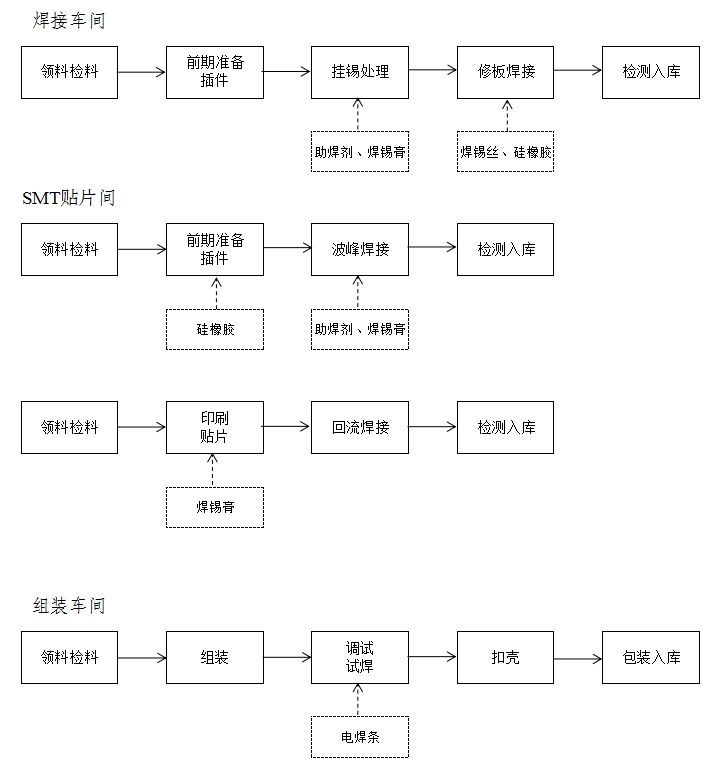 焊接车间
领料检料
前期准备
插件
挂锡处理
修板焊接
检测入库
助焊剂、焊锡膏
焊锡丝、硅橡胶
SMT贴片间
领料检料
前期准备
插件
波峰焊接
检测入库
硅橡胶
助焊剂、焊锡膏
领料检料
印刷
贴片
回流焊接
检测入库
焊锡膏
组装车间
领料检料
组装
调试
试焊
扣壳
包装入库
电焊条